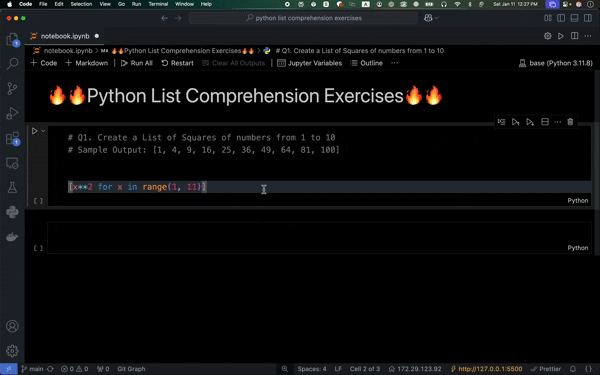 Code File Edit Selection View Go Run Terminal Window Help Sat Jan 11 12:27 PM
python list comprehension exercises
notebook.ipynb
notebook.ipynb > M↓ 🔥🔥Python List Comprehension Exercises🔥🔥 > # Q1. Create a List of Squares of numbers from 1 to 10
+ Code + Markdown Run All Restart Clear All Outputs Jupyter Variables Outline ... base (Python 3.11.8)
🔥🔥Python List Comprehension Exercises🔥🔥
# Q1. Create a List of Squares of numbers from 1 to 10
# Sample Output: [1, 4, 9, 16, 25, 36, 49, 64, 81, 100]
[x**2 for x in range(1, 11)]
[ ] Python
[ ] Python
main 0 0 0 Git Graph Spaces: 4 LF Cell 2 of 3 172.29.123.92 http://127.0.0.1:5500 Prettier